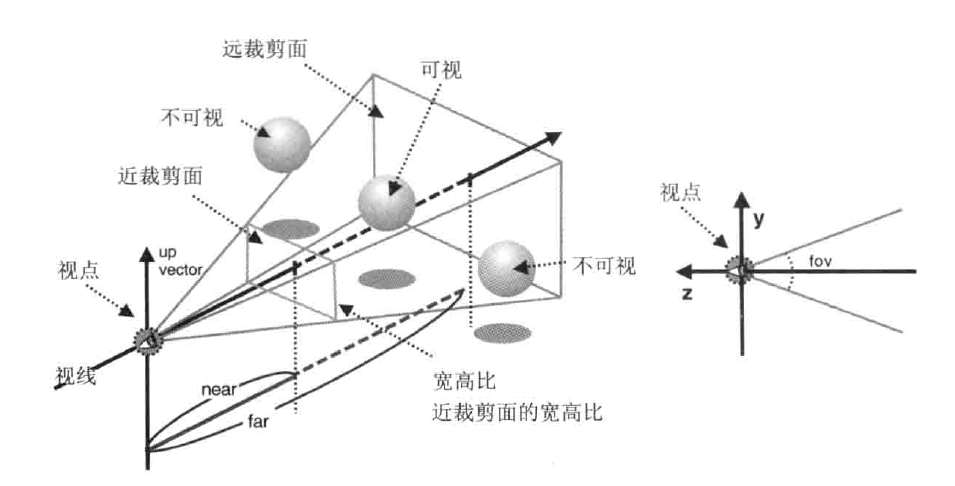 远裁剪面
可视
不可视
近裁剪面
up
vector
视点
不可视
视线
near
far
宽高比
近裁剪面的宽高比
视点
y
fov
z